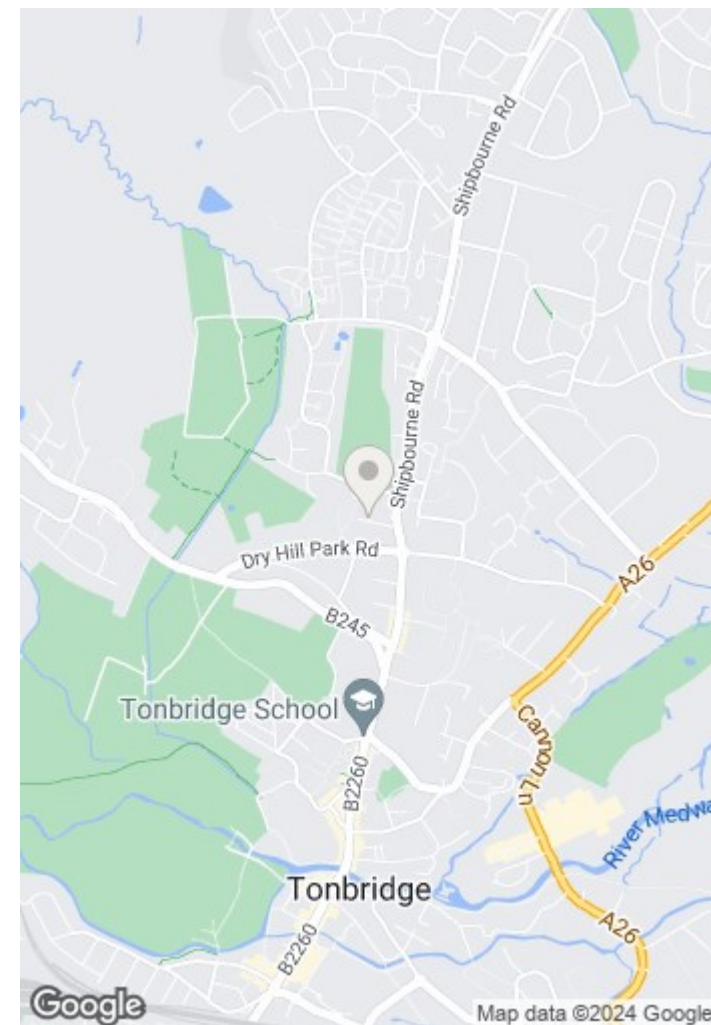 Shipbourne Rd
Shipbourne Rd
Dry Hill Park Rd
A26
B245
Tonbridge School
Cannon Ln
B2260
River Medwa
Tonbridge
A26
B2260
Google
Map data ©2024 Google